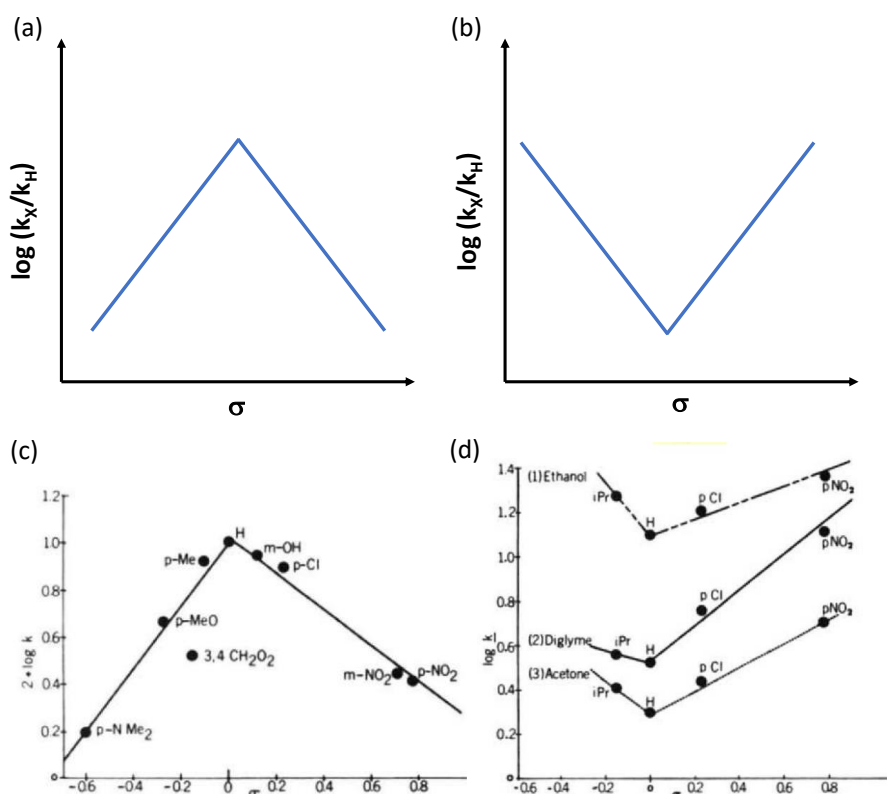 (a)
log (kX/kH)
σ
(b)
log (kX/kH)
σ
(c)
2 + log k
1.2
1.0
0.8
0.6
0.4
0.2
0
-0.6 -0.4 -0.2 0 0.2 0.4 0.6 0.8
σ
H
m-OH
p-Me
p-Cl
p-MeO
3,4 CH2O2
m-NO2
p-NO2
p-N Me2
(d)
log k
1.4
1.2
1.0
0.8
0.6
0.4
0.2
0
-0.4 -0.2 0 0.2 0.4 0.6 0.8
(1) Ethanol
iPr
H
p Cl
pNO2
(2) Diglyme
iPr
H
p Cl
pNO2
(3) Acetone
iPr
H
p Cl
pNO2